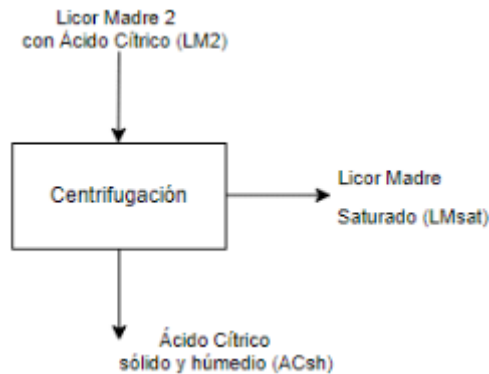 Licor Madre 2
con Ácido Cítrico (LM2)
Centrifugación
Licor Madre
Saturado (LMsat)
Ácido Cítrico
sólido y húmedio (ACsh)